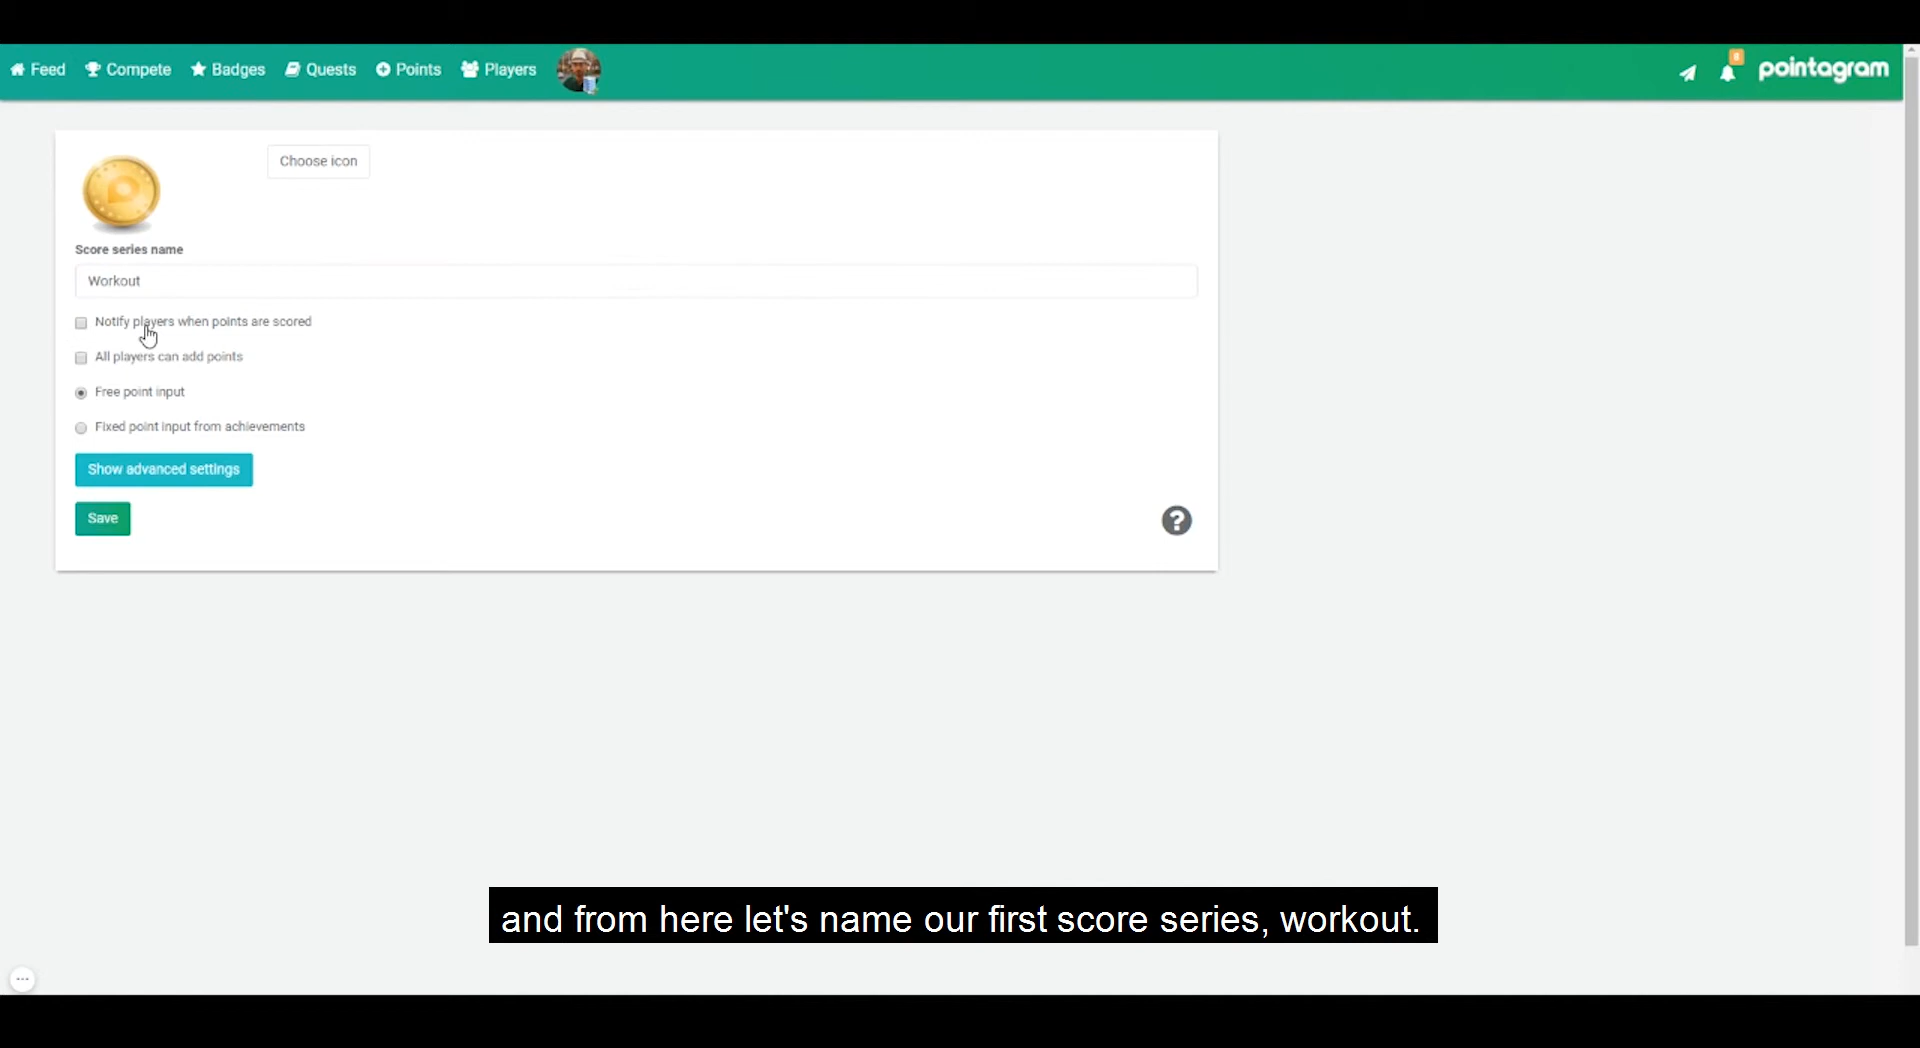 Feed Compete Badges Quests Points Players pointagram
Choose icon
Score series name
Workout
Notify players when points are scored
All players can add points
Free point input
Fixed point input from achievements
Show advanced settings
Save
?
and from here let's name our first score series, workout.